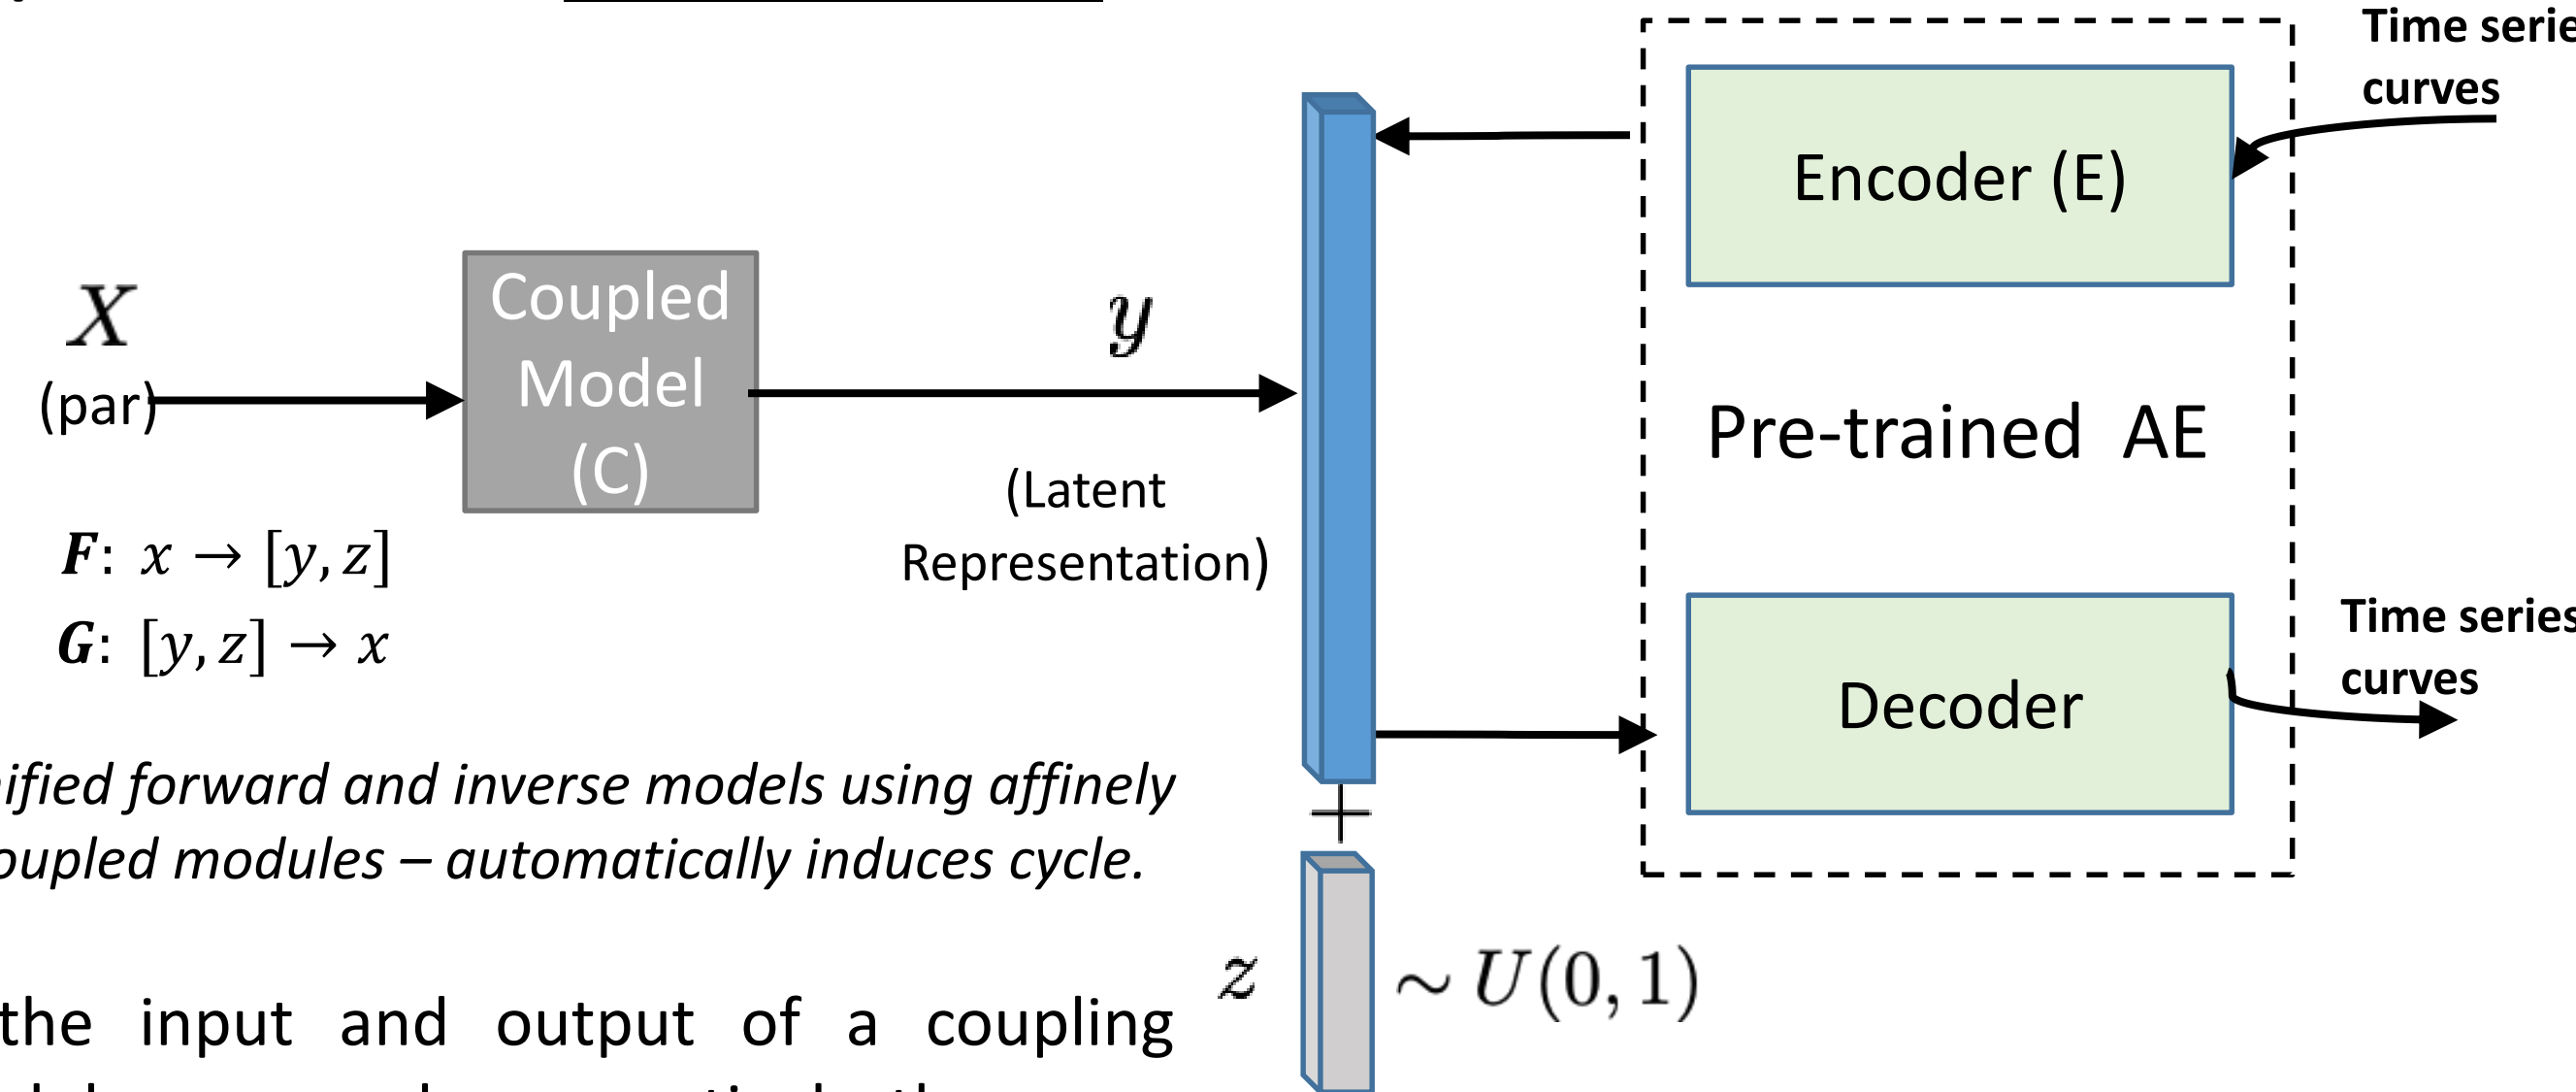 Time serie
curves
Encoder (E)
Coupled
Model
(C)
X
(par)
y
(Latent
Representation)
Pre-trained AE
F: x → [y, z]
G: [y, z] → x
Decoder
Time series
curves
ified forward and inverse models using affinely
oupled modules – automatically induces cycle.
+
z ∼ U(0, 1)
the input and output of a coupling